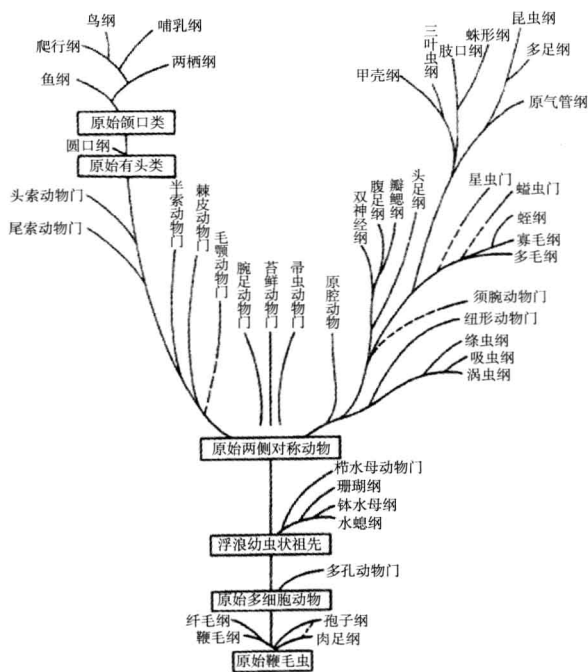 鸟纲
哺乳纲
爬行纲
两栖纲
鱼纲
原始颌口类
圆口纲
原始有头类
头索动物门
尾索动物门
半索动物门
棘皮动物门
毛颚动物门
腕足动物门
苔鲜动物门
帚虫动物门
原腔动物
双神经纲
腹足纲
瓣鳃纲
头足纲
甲壳纲
三叶虫纲
肢口纲
蛛形纲
昆虫纲
多足纲
原气管纲
星虫门
螠虫门
蛭纲
寡毛纲
多毛纲
须腕动物门
纽形动物门
绦虫纲
吸虫纲
涡虫纲
原始两侧对称动物
栉水母动物门
珊瑚纲
钵水母纲
水螅纲
浮浪幼虫状祖先
多孔动物门
原始多细胞动物
纤毛纲
孢子纲
鞭毛纲
肉足纲
原始鞭毛虫